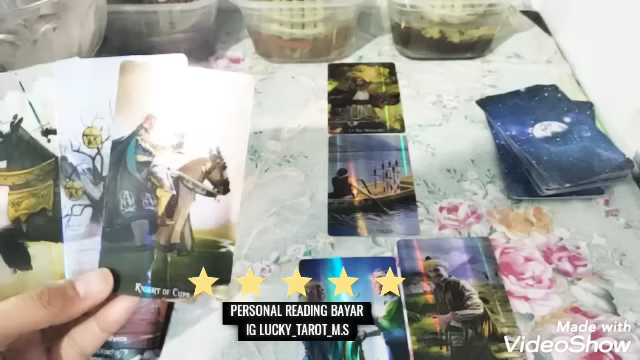 KNIGHT OF CUPS
PERSONAL READING BAYAR
IG LUCKY_TAROT_M.S
Made with
VideoShow